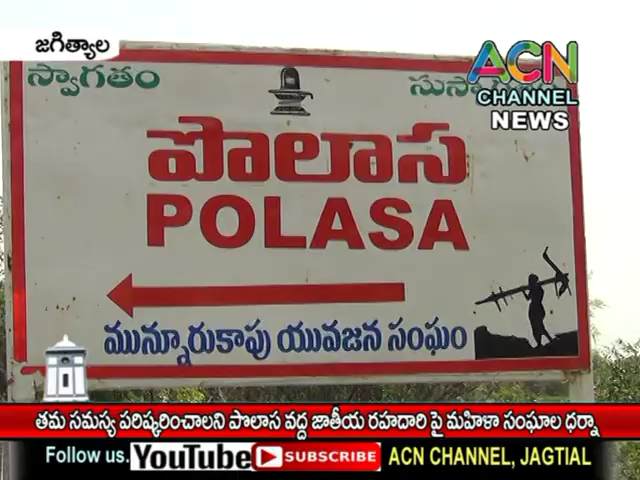 జగిత్యాల
స్వాగతం
ACN
CHANNEL
NEWS
పొలాస
POLASA
మున్నూరుకాపు యువజన సంఘం
తమ సమస్య పరిష్కరించాలని పొలాస వద్ద జాతీయ రహదారి పై మహిళా సంఘాల ధర్నా
Follow us. YouTube SUBSCRIBE ACN CHANNEL, JAGTIAL